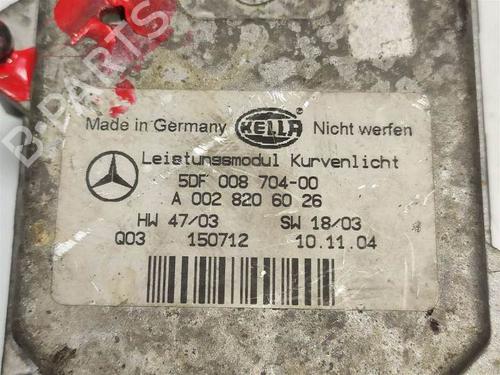 B-PARTS
Made in Germany HELLA Nicht werfen
Leistungsmodul Kurvenlicht
5DF 008 704-00
A 002 820 60 26
HW 47/03 SW 18/03
Q03 150712 10.11.04